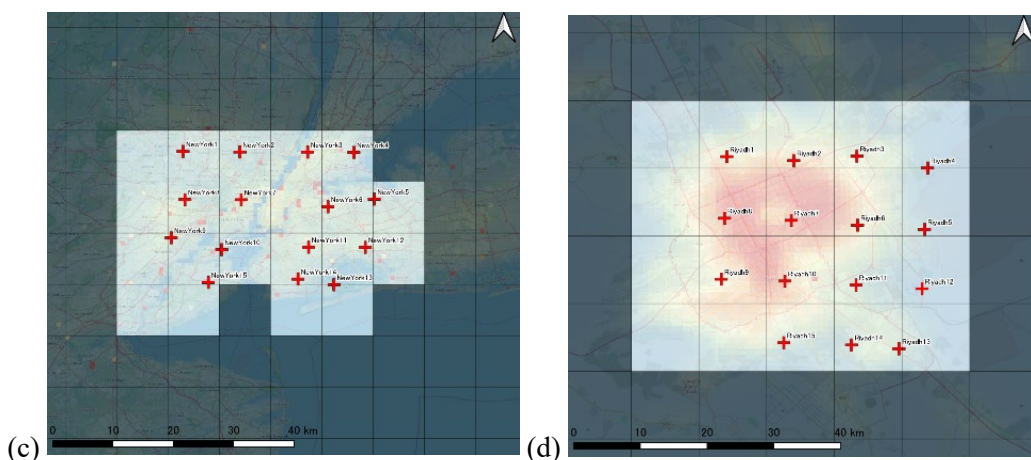 NewYork1 NewYork2 NewYork3 NewYork4
NewYork7 NewYork6 NewYork5
NewYork9 NewYork10 NewYork11 NewYork12
NewYork15 NewYork14 NewYork13
0 10 20 30 40 km
(c)
Riyadh1 Riyadh2 Riyadh3 Riyadh4
Riyadh8 Riyadh7 Riyadh6 Riyadh5
Riyadh9 Riyadh10 Riyadh11 Riyadh12
Riyadh15 Riyadh14 Riyadh13
0 10 20 30 40 km
(d)